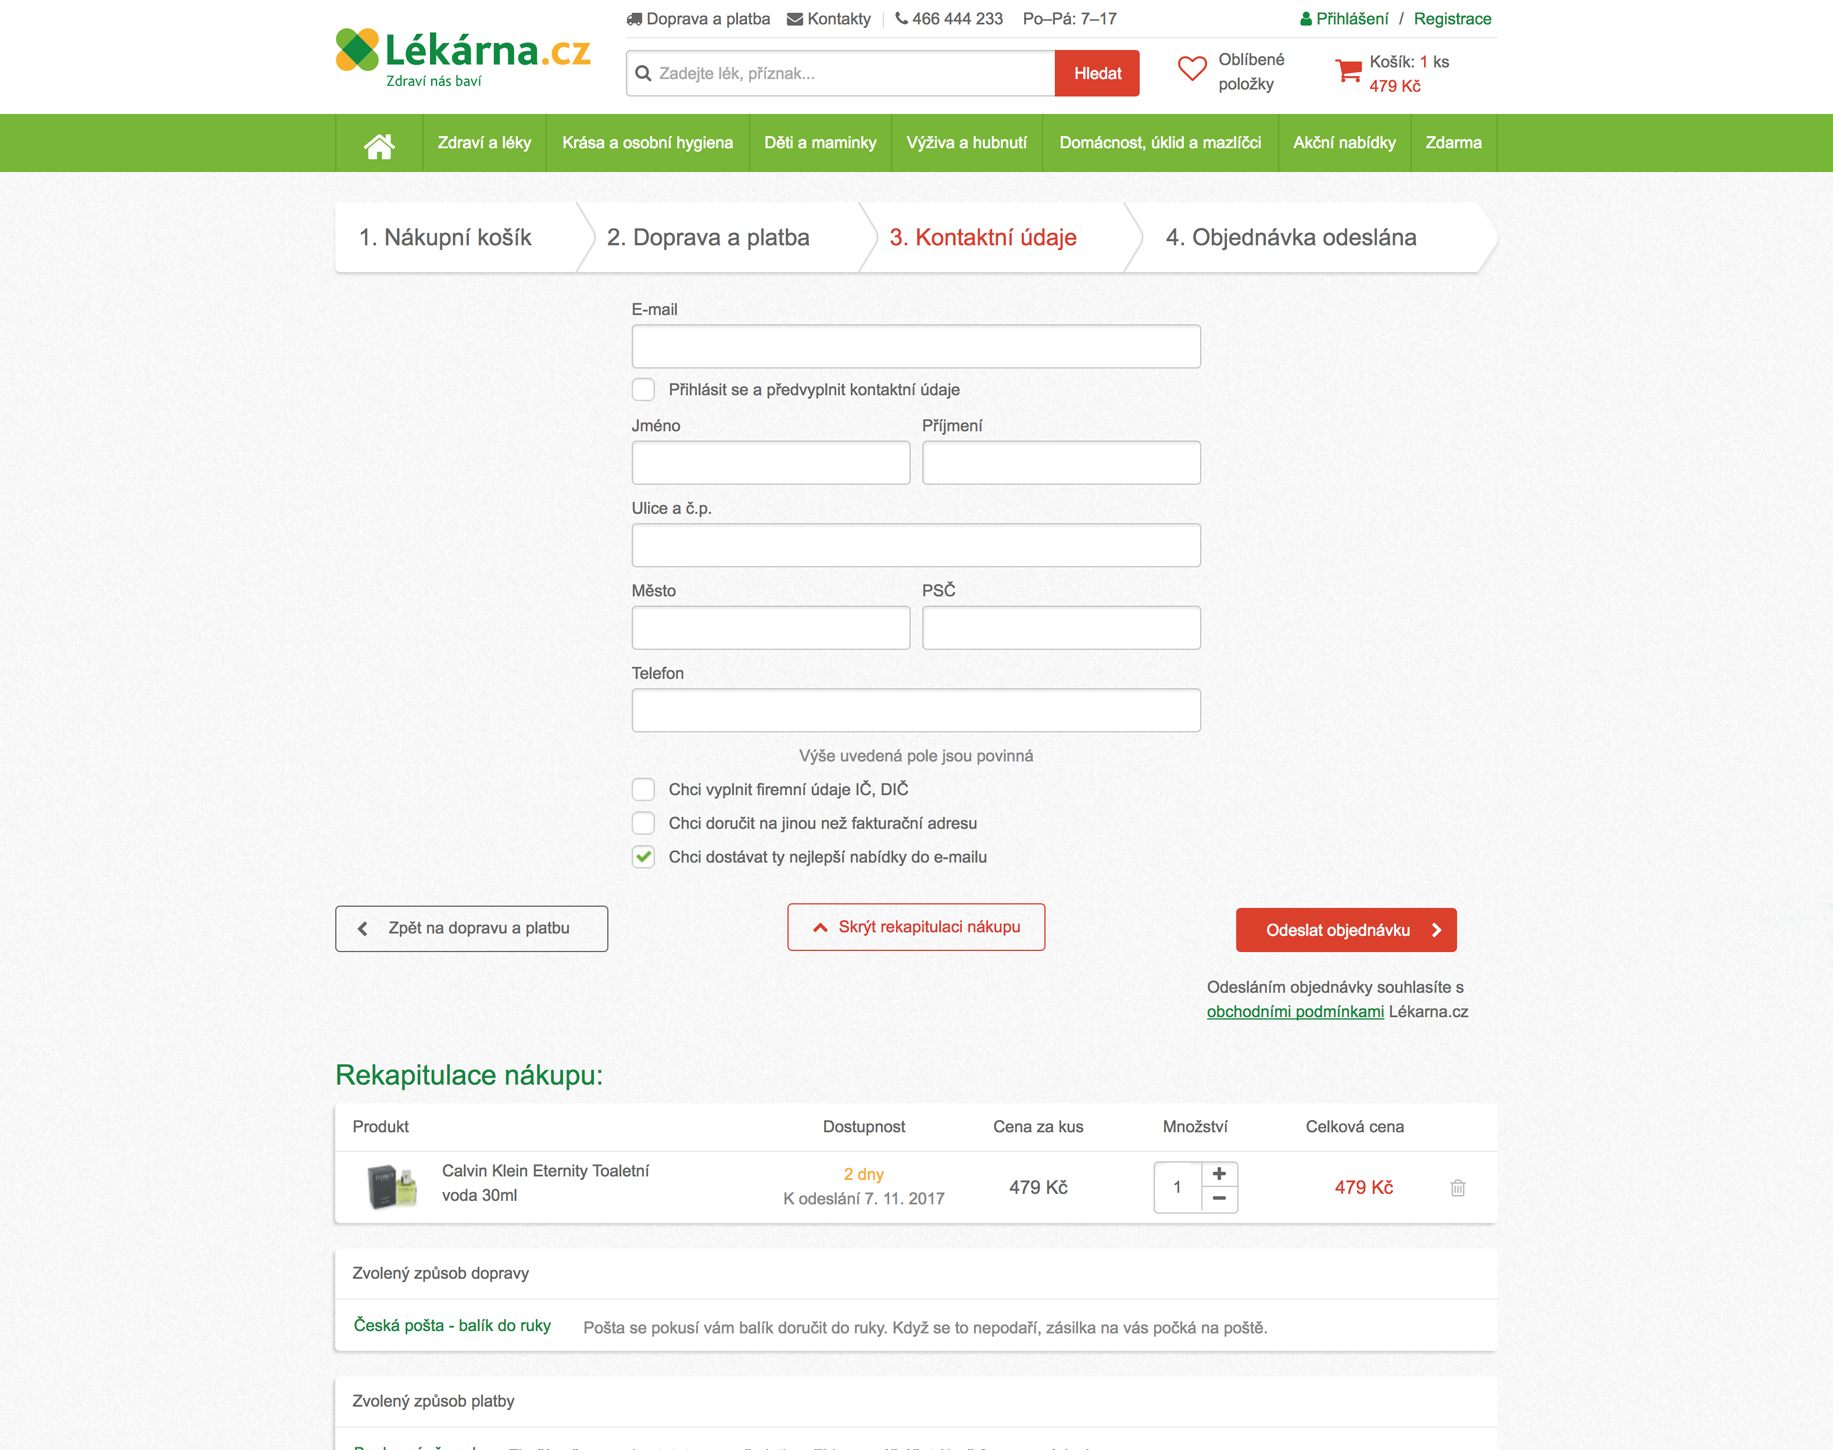 Doprava a platba Kontakty 466 444 233 Po–Pá: 7–17 Přihlášení / Registrace
Lékárna.cz
Zdraví nás baví
Zadejte lék, příznak... Hledat
Oblíbené
položky
Košík: 1 ks
479 Kč
Zdraví a léky Krása a osobní hygiena Děti a maminky Výživa a hubnutí Domácnost, úklid a mazlíčci Akční nabídky Zdarma
1. Nákupní košík 2. Doprava a platba 3. Kontaktní údaje 4. Objednávka odeslána
E-mail
Přihlásit se a předvyplnit kontaktní údaje
Jméno Příjmení
Ulice a č.p.
Město PSČ
Telefon
Výše uvedená pole jsou povinná
Chci vyplnit firemní údaje IČ, DIČ
Chci doručit na jinou než fakturační adresu
Chci dostávat ty nejlepší nabídky do e-mailu
Zpět na dopravu a platbu Skrýt rekapitulaci nákupu Odeslat objednávku
Odesláním objednávky souhlasíte s
obchodními podmínkami Lékarna.cz
Rekapitulace nákupu:
Produkt Dostupnost Cena za kus Množství Celková cena
Calvin Klein Eternity Toaletní
voda 30ml
2 dny
K odeslání 7. 11. 2017
479 Kč 1 479 Kč
Zvolený způsob dopravy
Česká pošta - balík do ruky Pošta se pokusí vám balík doručit do ruky. Když se to nepodaří, zásilka na vás počká na poště.
Zvolený způsob platby